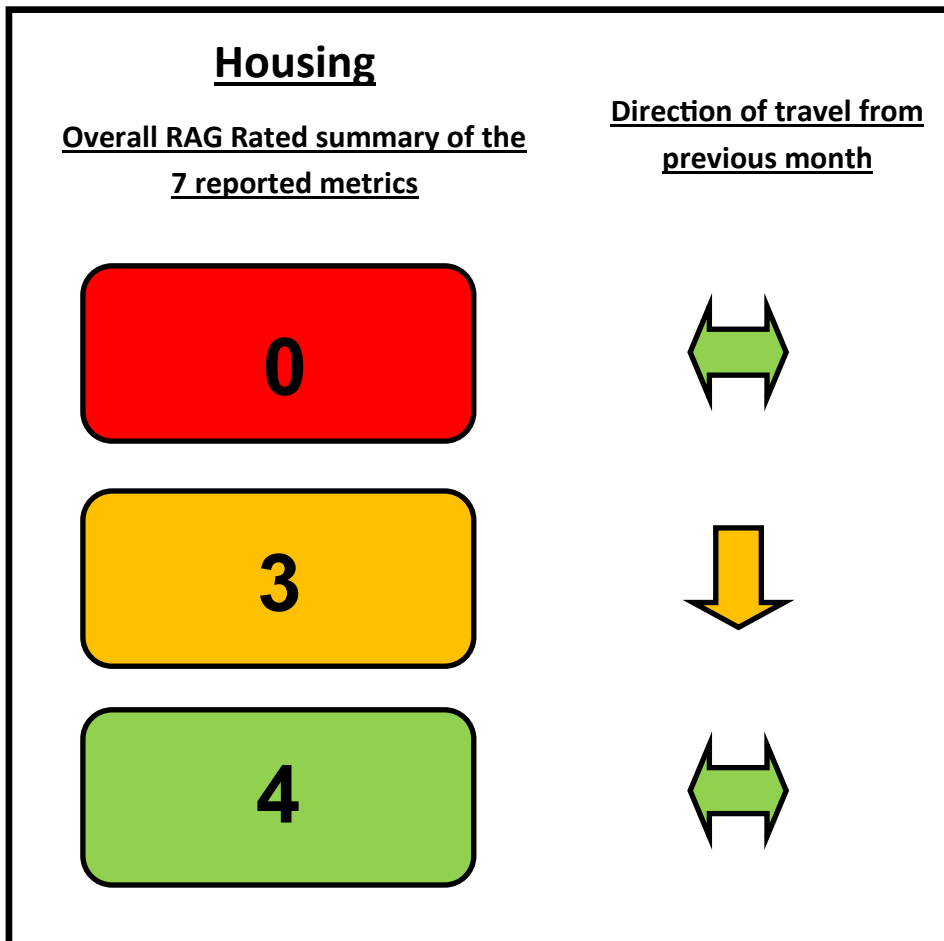 Housing
Overall RAG Rated summary of the
7 reported metrics
Direction of travel from
previous month
0
3
4